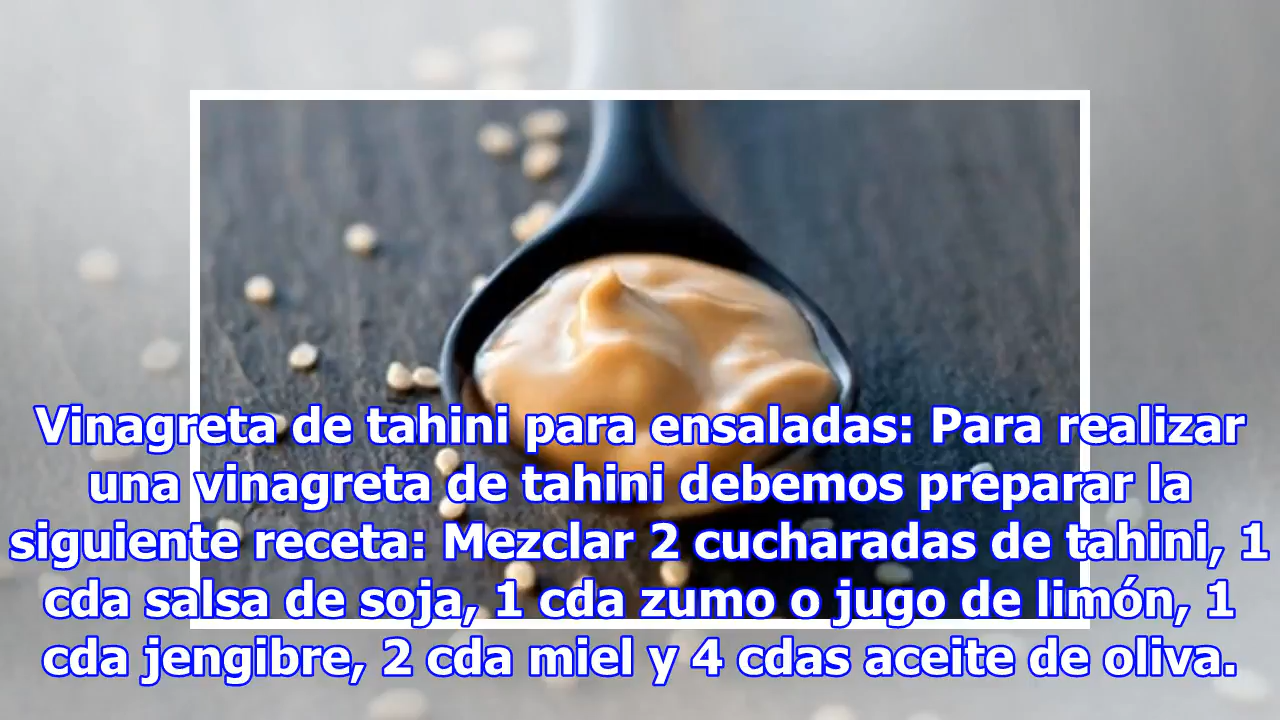 Vinagreta de tahini para ensaladas: Para realizar
una vinagreta de tahini debemos preparar la
siguiente receta: Mezclar 2 cucharadas de tahini, 1
cda salsa de soja, 1 cda zumo o jugo de limón, 1
cda jengibre, 2 cda miel y 4 cdas aceite de oliva.